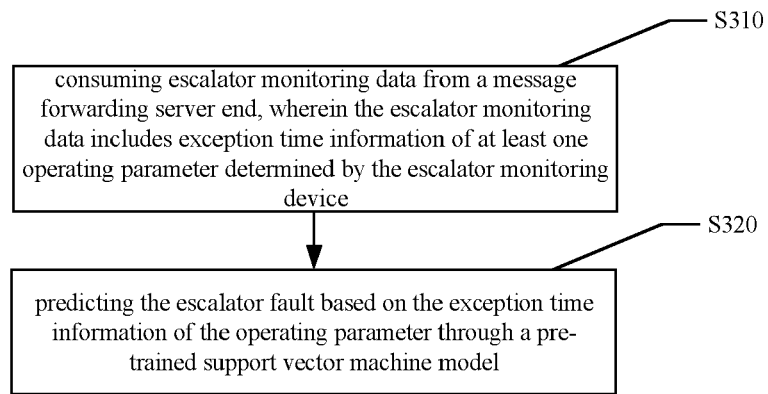 S310
consuming escalator monitoring data from a message
forwarding server end, wherein the escalator monitoring
data includes exception time information of at least one
operating parameter determined by the escalator monitoring
device
S320
predicting the escalator fault based on the exception time
information of the operating parameter through a pre-
trained support vector machine model